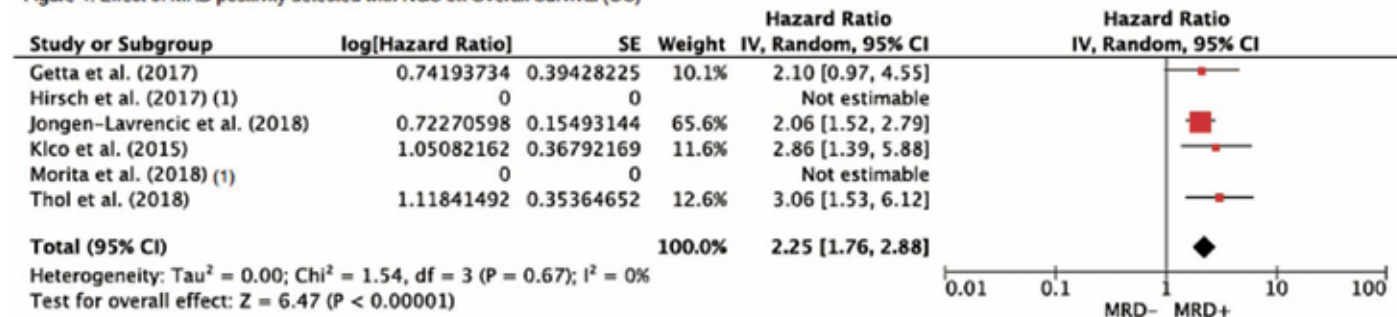 Hazard Ratio Hazard Ratio
Study or Subgroup log[Hazard Ratio] SE Weight IV, Random, 95% CI IV, Random, 95% CI
Getta et al. (2017) 0.74193734 0.39428225 10.1% 2.10 [0.97, 4.55]
Hirsch et al. (2017) (1) 0 0 Not estimable
Jongen-Lavrencic et al. (2018) 0.72270598 0.15493144 65.6% 2.06 [1.52, 2.79]
Klco et al. (2015) 1.05082162 0.36792169 11.6% 2.86 [1.39, 5.88]
Morita et al. (2018) (1) 0 0 Not estimable
Thol et al. (2018) 1.11841492 0.35364652 12.6% 3.06 [1.53, 6.12]
Total (95% CI) 100.0% 2.25 [1.76, 2.88]
Heterogeneity: Tau² = 0.00; Chi² = 1.54, df = 3 (P = 0.67); I² = 0%
Test for overall effect: Z = 6.47 (P < 0.00001)
0.01 0.1 1 10 100
MRD- MRD+